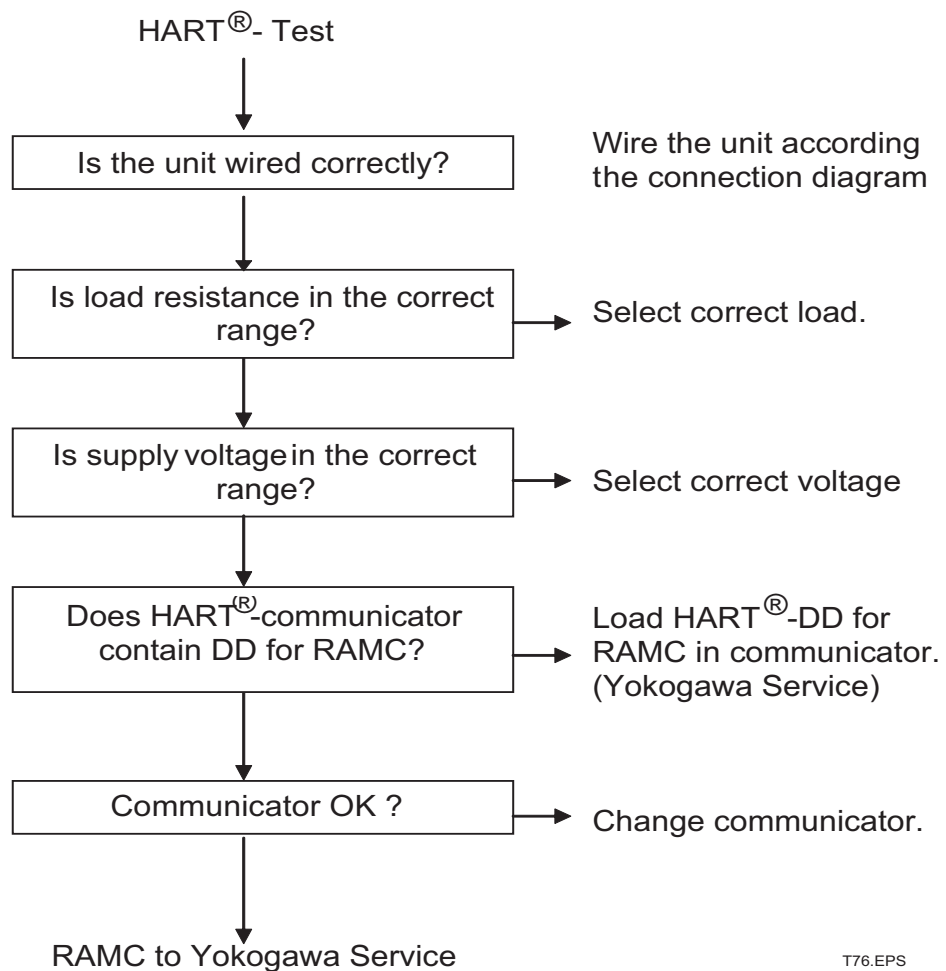 HART®- Test
Is the unit wired correctly?
Wire the unit according
the connection diagram
Is load resistance in the correct
range?
Select correct load.
Is supply voltage in the correct
range?
Select correct voltage
Does HART®-communicator
contain DD for RAMC?
Load HART®-DD for
RAMC in communicator.
(Yokogawa Service)
Communicator OK ?
Change communicator.
RAMC to Yokogawa Service
T76.EPS